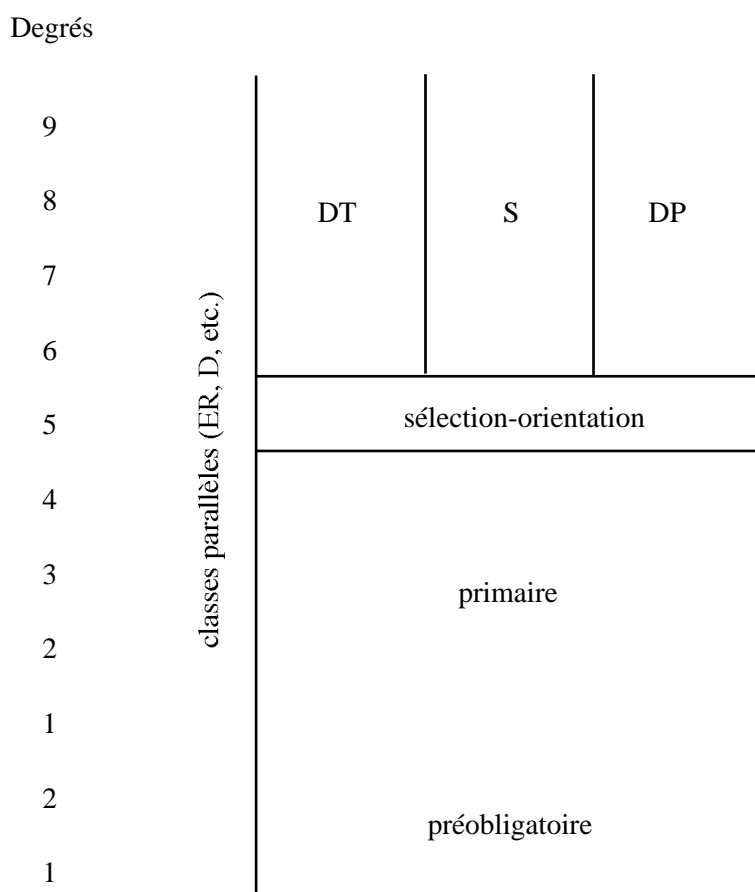 Degrés
9
8
DT S DP
7
classes parallèles (ER, D, etc.)
6
5
sélection-orientation
4
3
primaire
2
1
2
préobligatoire
1